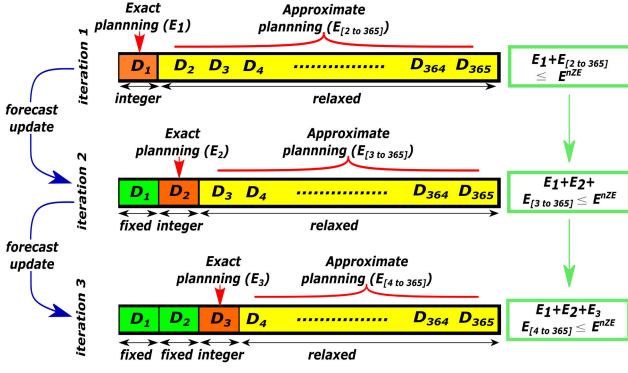 Exact
plannning (E1)
Approximate
plannning (E[2 to 365])
iteration 1
D1 D2 D3 D4 ................... D364 D365
integer relaxed
E1+E[2 to 365]
≤ E^nZE
forecast
update
Exact
plannning (E2)
Approximate
plannning (E[3 to 365])
iteration 2
D1 D2 D3 D4 ................... D364 D365
fixed integer relaxed
E1+E2+
E[3 to 365] ≤ E^nZE
forecast
update
Exact
plannning (E3)
Approximate
plannning (E[4 to 365])
iteration 3
D1 D2 D3 D4 ................... D364 D365
fixed fixed integer relaxed
E1+E2+E3
E[4 to 365] ≤ E^nZE